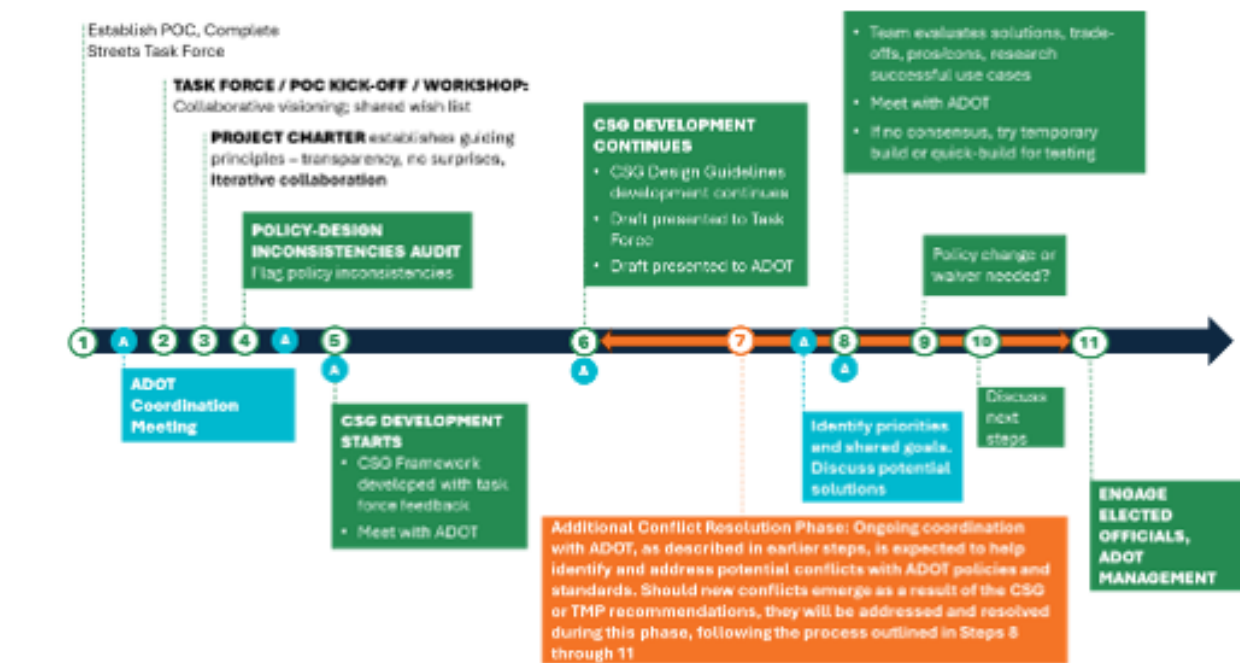 Establish POC, Complete
Streets Task Force
TASK FORCE / POC KICK-OFF / WORKSHOP:
Collaborative visioning; shared wish list
PROJECT CHARTER establishes guiding
principles – transparency, no surprises,
Iterative collaboration
POLICY-DESIGN
INCONSISTENCIES AUDIT
Flag policy inconsistencies
CSG DEVELOPMENT
CONTINUES
• CSG Design Guidelines
development continues
• Draft presented to Task
Force
• Draft presented to ADOT
• Team evaluates solutions, trade-
offs, pros/cons, research
successful use cases
• Meet with ADOT
• If no consensus, try temporary
build or quick-build for testing
Policy change or
waiver needed?
1 A 2 3 4 A 5 6 7 A 8 9 10 11
A A A
ADOT
Coordination
Meeting
CSG DEVELOPMENT
STARTS
• CSG Framework
developed with task
force feedback
• Meet with ADOT
Identify priorities
and shared goals.
Discuss potential
solutions
Discuss
next
steps
ENGAGE
ELECTED
OFFICIALS,
ADOT
MANAGEMENT
Additional Conflict Resolution Phase: Ongoing coordination
with ADOT, as described in earlier steps, is expected to help
identify and address potential conflicts with ADOT policies and
standards. Should new conflicts emerge as a result of the CSG
or TMP recommendations, they will be addressed and resolved
during this phase, following the process outlined in Steps 8
through 11